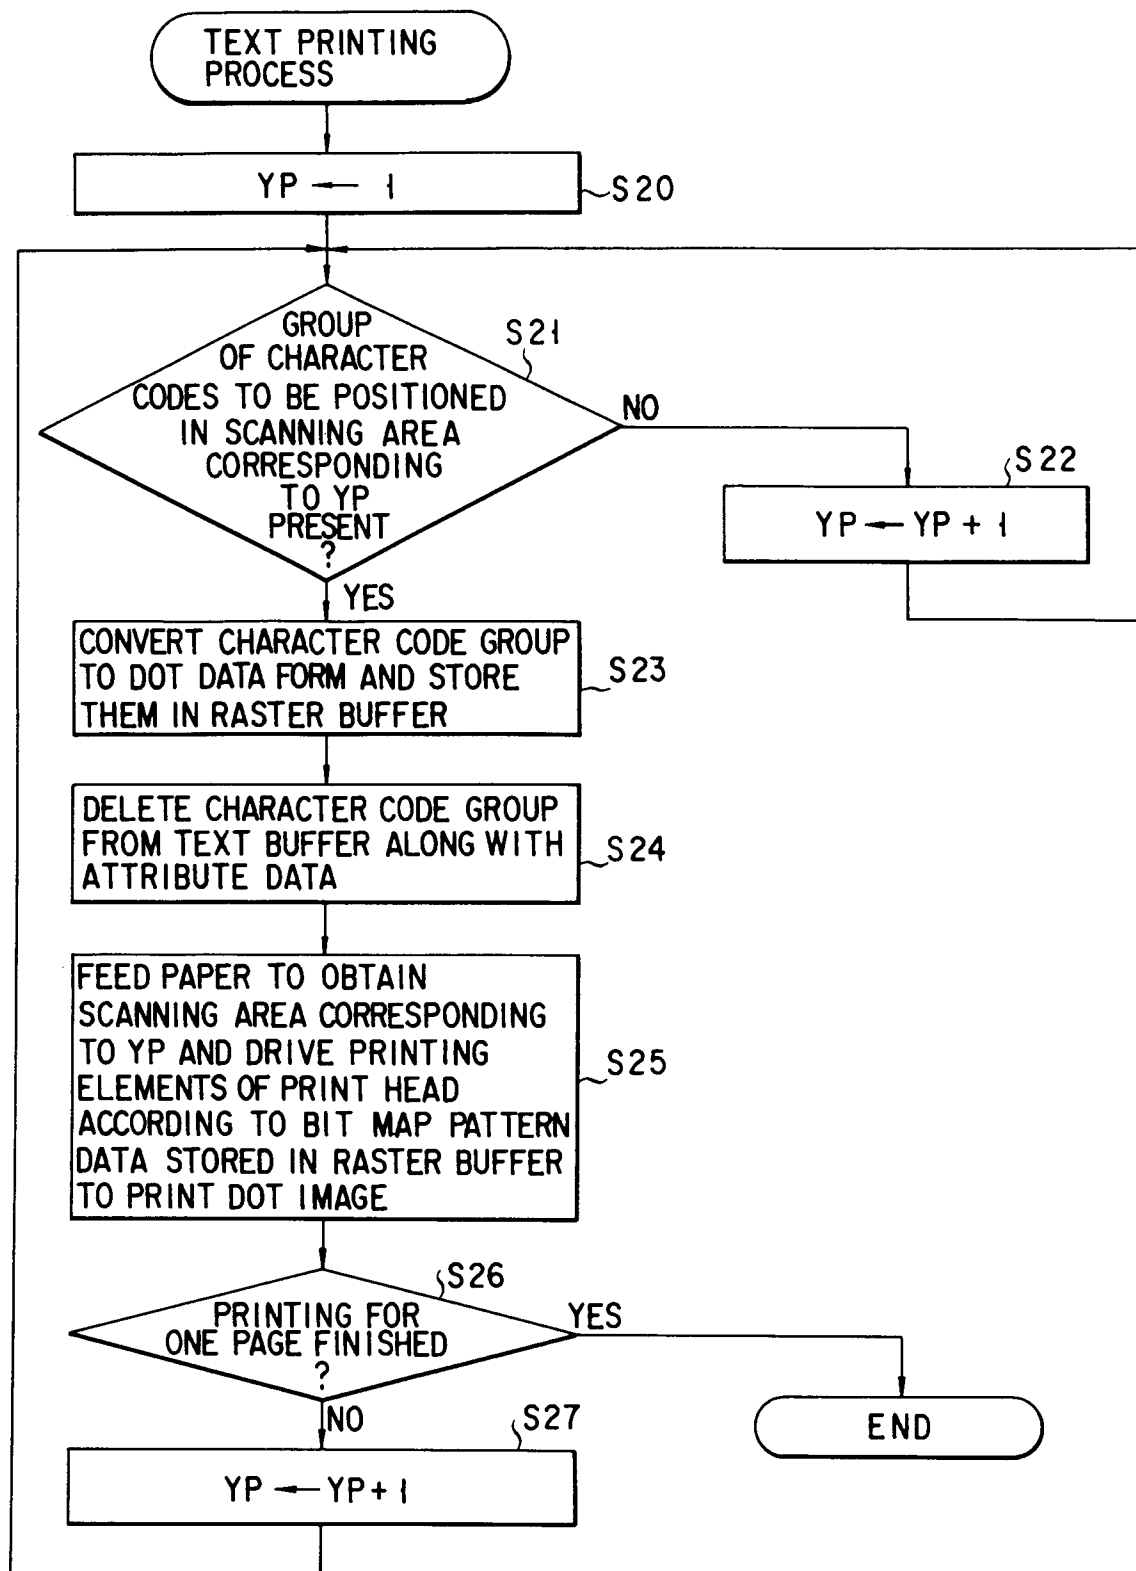 TEXT PRINTING
PROCESS
YP ← 1
S20
GROUP
OF CHARACTER
CODES TO BE POSITIONED
IN SCANNING AREA
CORRESPONDING
TO YP
PRESENT
?
S21
NO
S22
YP ← YP + 1
YES
CONVERT CHARACTER CODE GROUP
TO DOT DATA FORM AND STORE
THEM IN RASTER BUFFER
S23
DELETE CHARACTER CODE GROUP
FROM TEXT BUFFER ALONG WITH
ATTRIBUTE DATA
S24
FEED PAPER TO OBTAIN
SCANNING AREA CORRESPONDING
TO YP AND DRIVE PRINTING
ELEMENTS OF PRINT HEAD
ACCORDING TO BIT MAP PATTERN
DATA STORED IN RASTER BUFFER
TO PRINT DOT IMAGE
S25
PRINTING FOR
ONE PAGE FINISHED
?
S26
YES
END
NO
S27
YP ← YP + 1